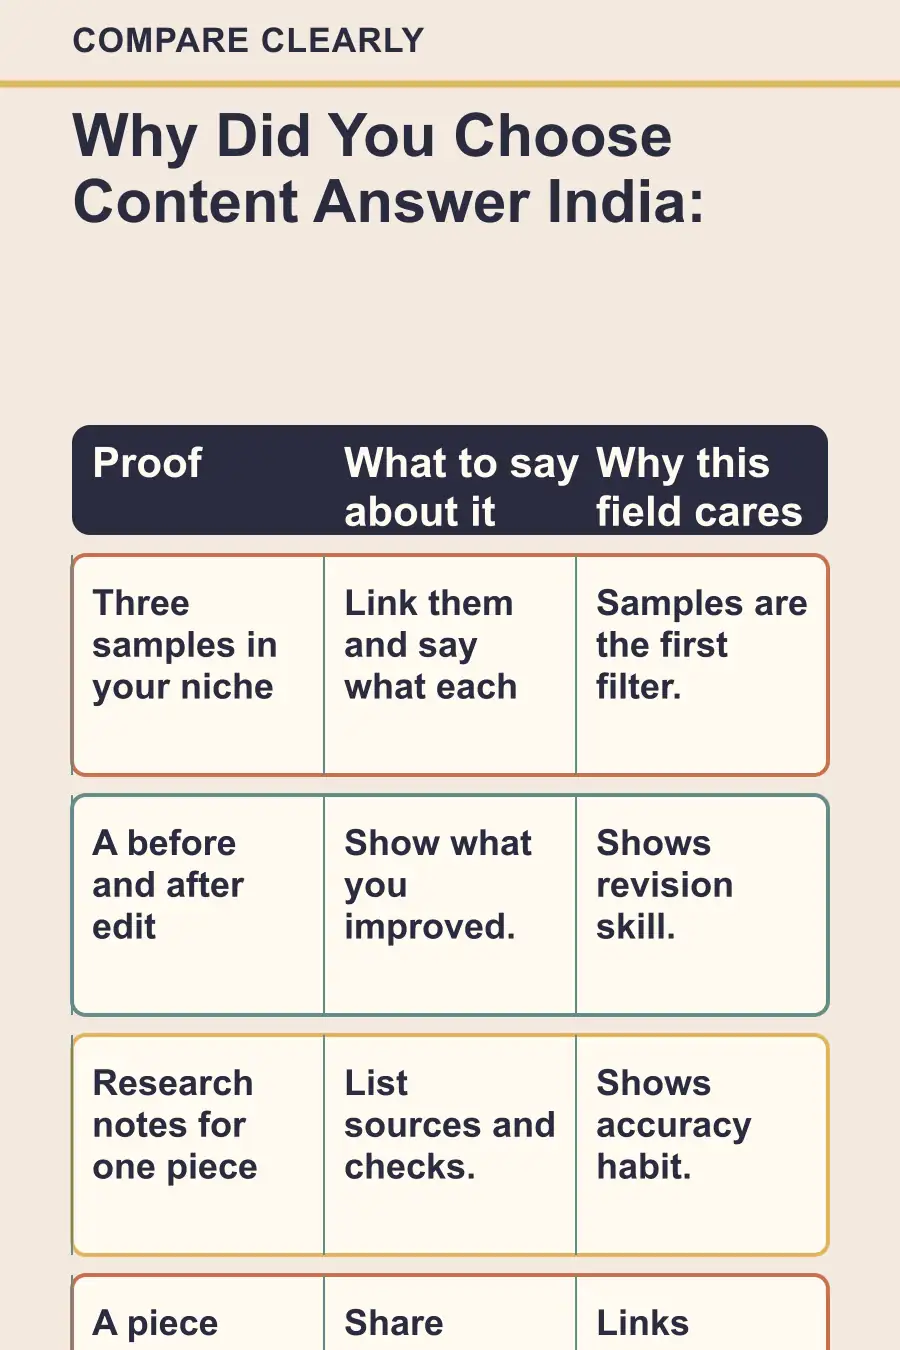 COMPARE CLEARLY
Why Did You Choose
Content Answer India:
Proof
What to say
about it
Why this
field cares
Three
samples in
your niche
Link them
and say
what each
Samples are
the first
filter.
A before
and after
edit
Show what
you
improved.
Shows
revision
skill.
Research
notes for
one piece
List
sources and
checks.
Shows
accuracy
habit.
A piece
Share
Links